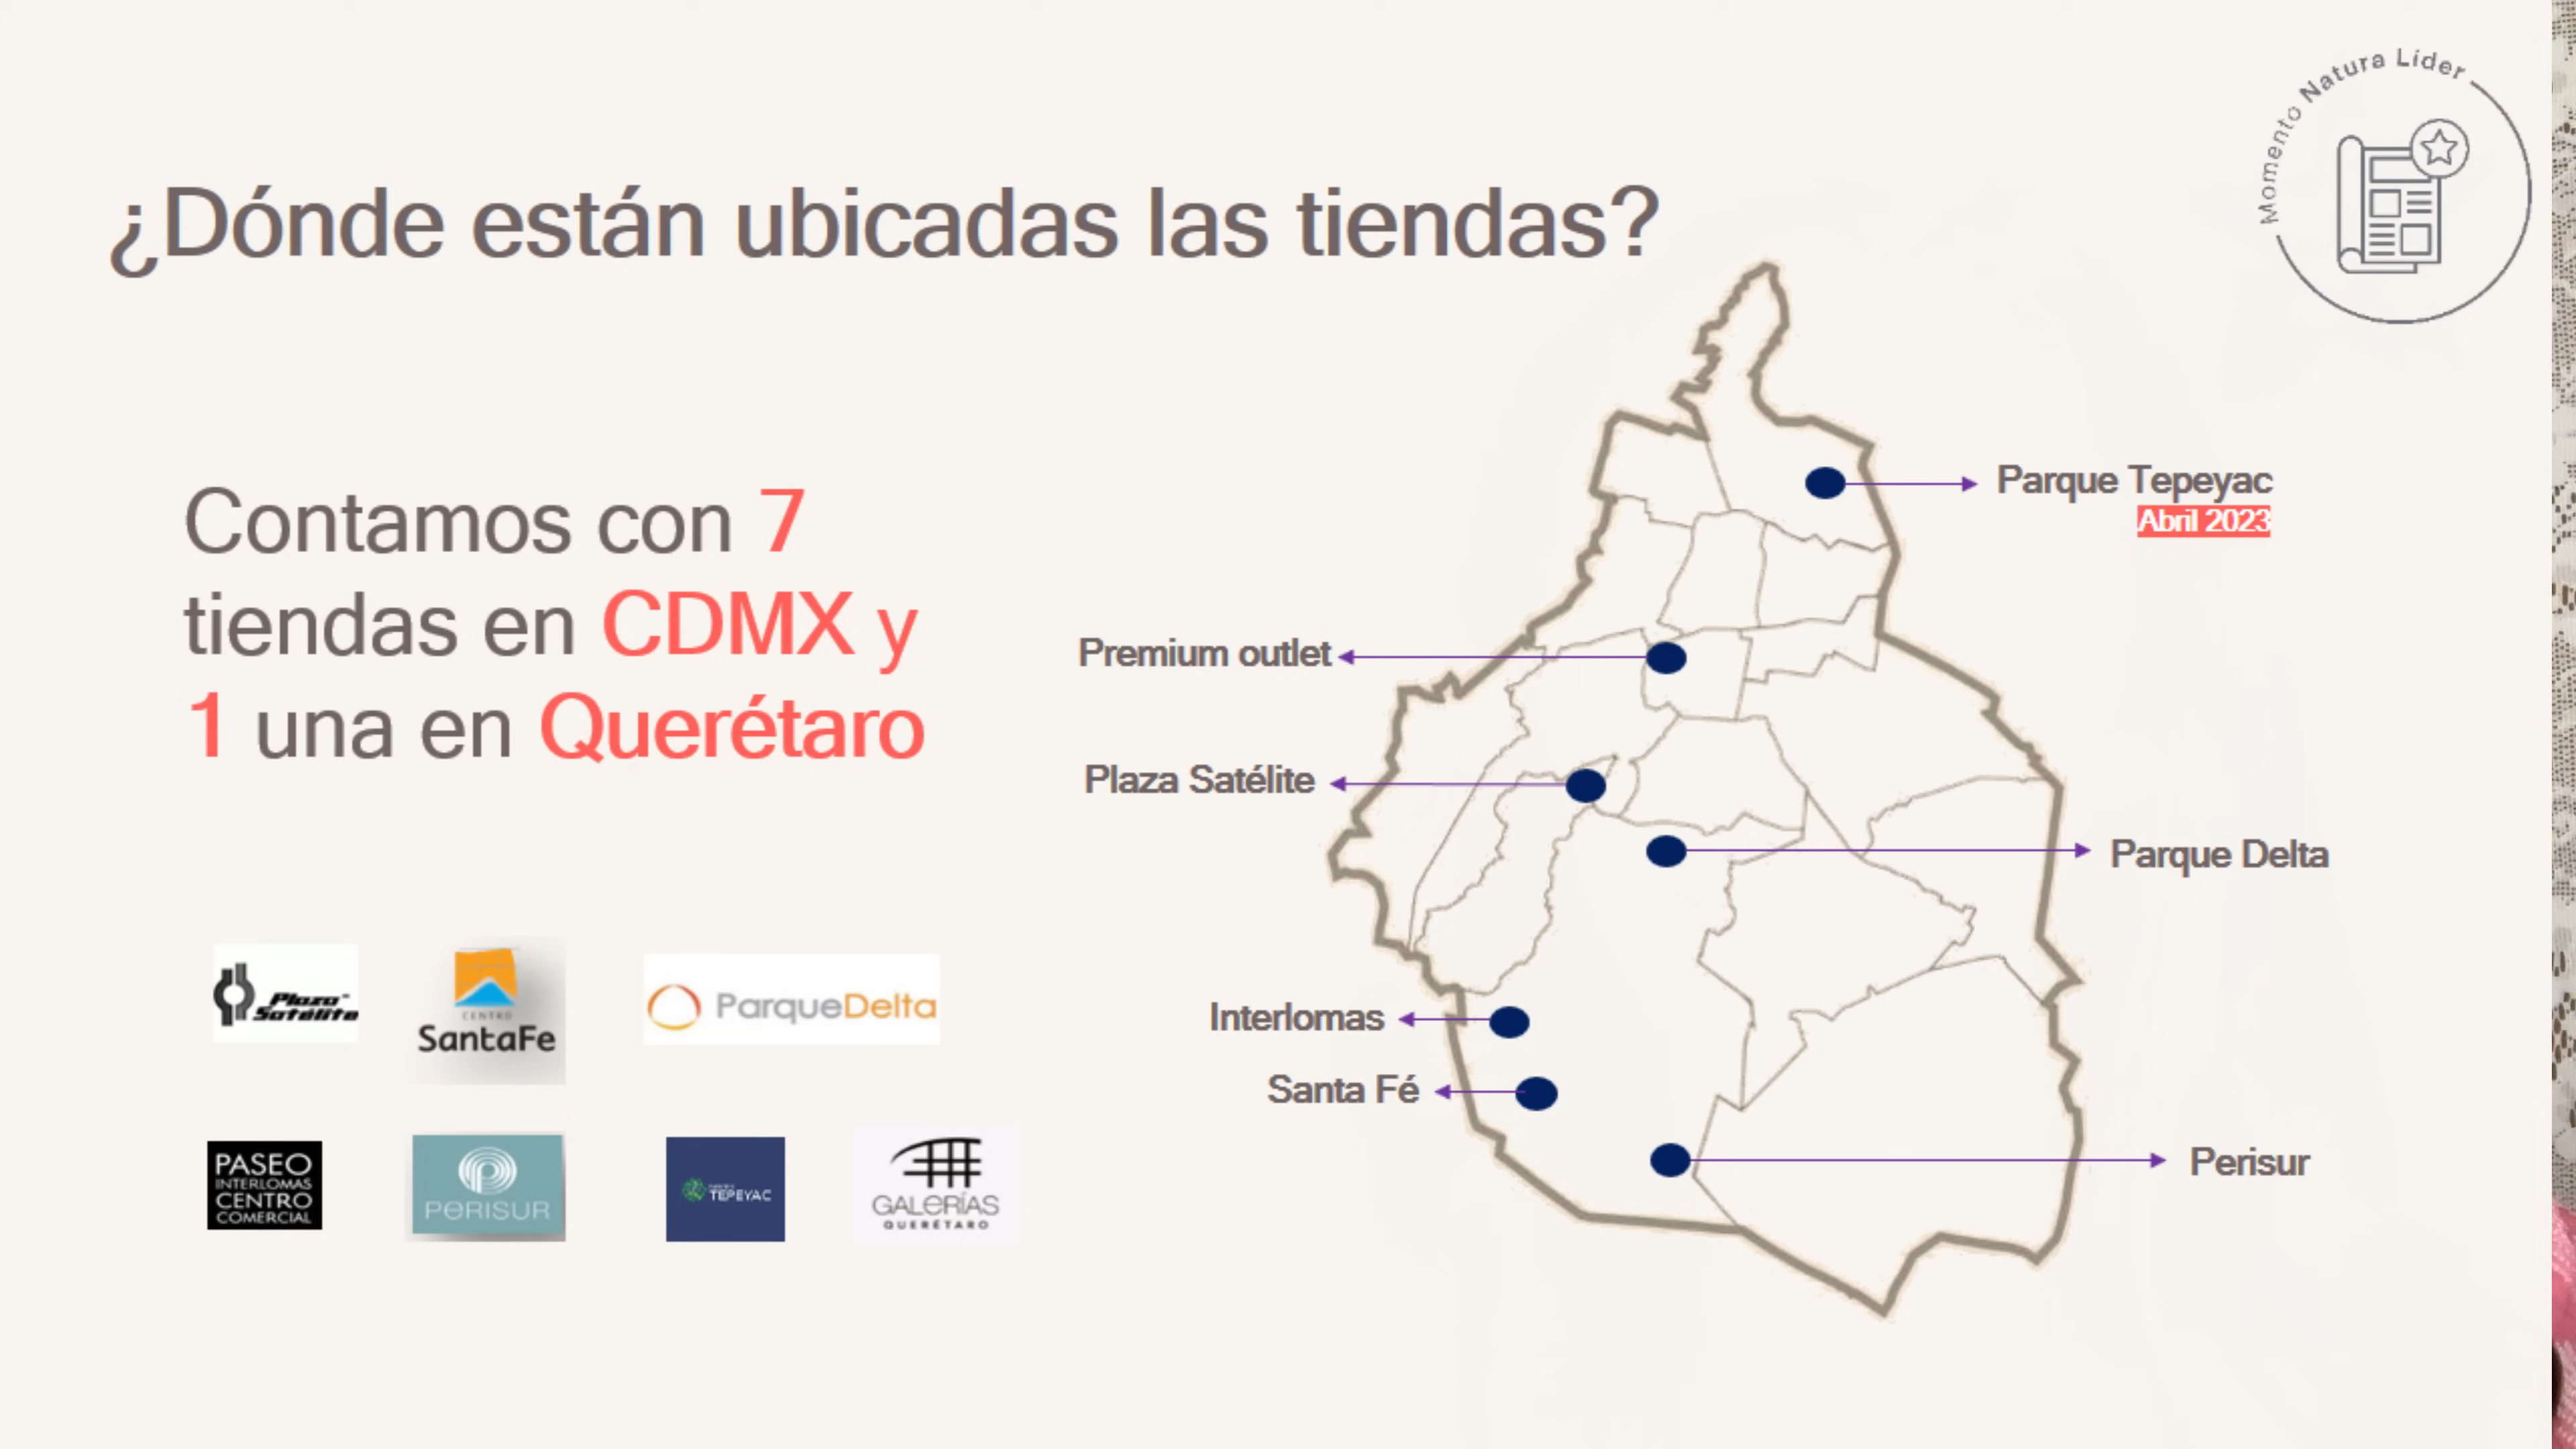 Momento Natura Líder
¿Dónde están ubicadas las tiendas?
Contamos con 7
tiendas en CDMX y
1 una en Querétaro
Parque Tepeyac
Abril 2023
Premium outlet
Plaza Satélite
Parque Delta
Interlomas
Santa Fé
Perisur
Plaza
Satélite
CENTRO
SantaFe
ParqueDelta
PASEO
INTERLOMAS
CENTRO
COMERCIAL
PERISUR
TEPEYAC
GALERÍAS
QUERÉTARO